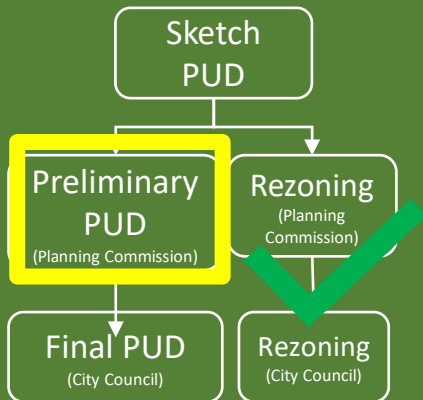 Sketch
PUD
Preliminary
PUD
(Planning Commission)
Rezoning
(Planning
Commission)
Final PUD
(City Council)
Rezoning
(City Council)